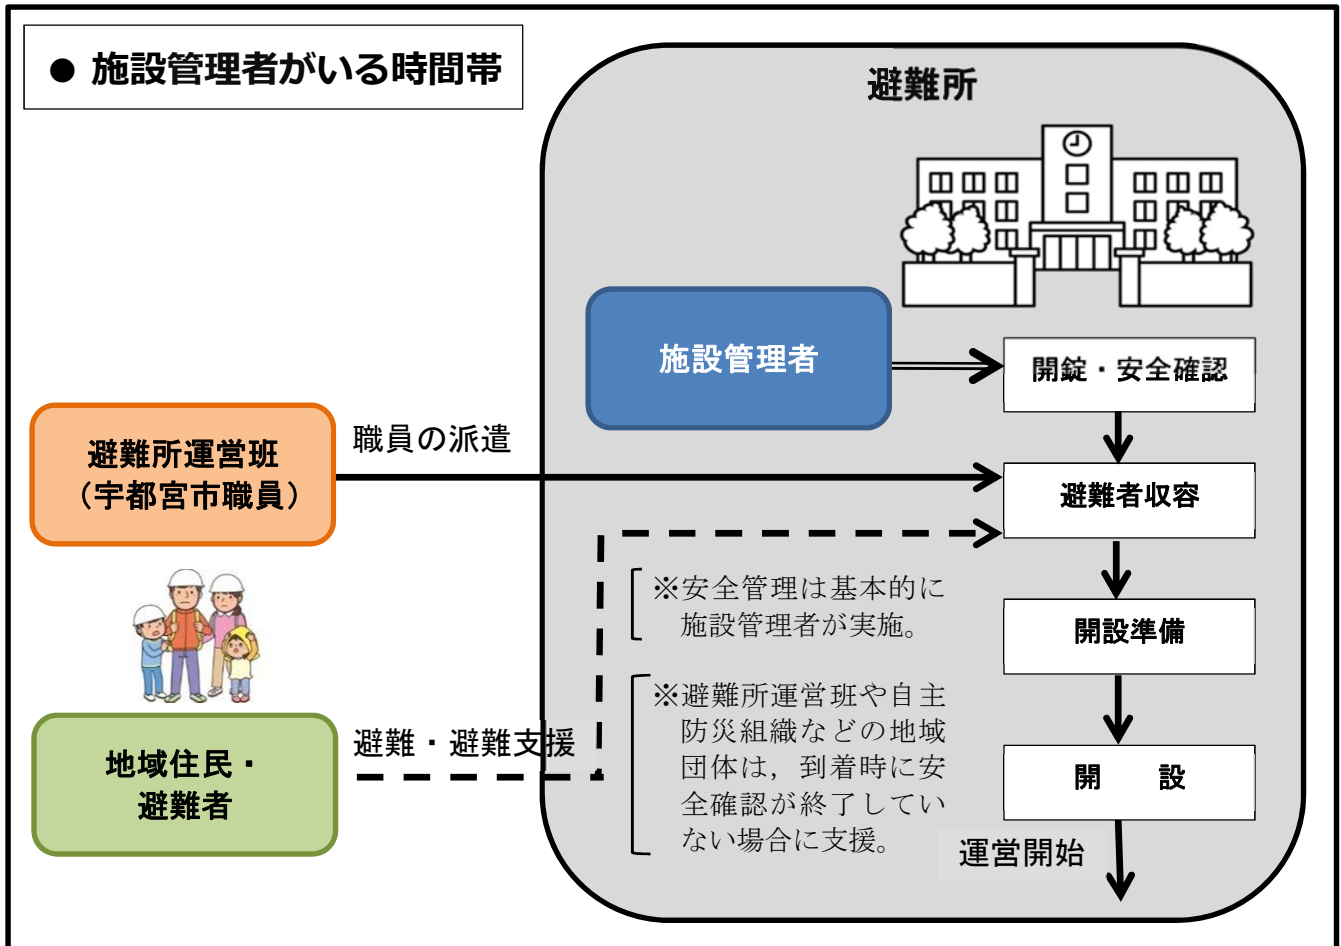 ● 施設管理者がいる時間帯
避難所
施設管理者
開錠・安全確認
避難所運営班
（宇都宮市職員）
職員の派遣
避難者収容
※安全管理は基本的に
施設管理者が実施。
開設準備
※避難所運営班や自主
防災組織などの地域
団体は，到着時に安
全確認が終了してい
ない場合に支援。
地域住民・
避難者
避難・避難支援
開　　設
運営開始